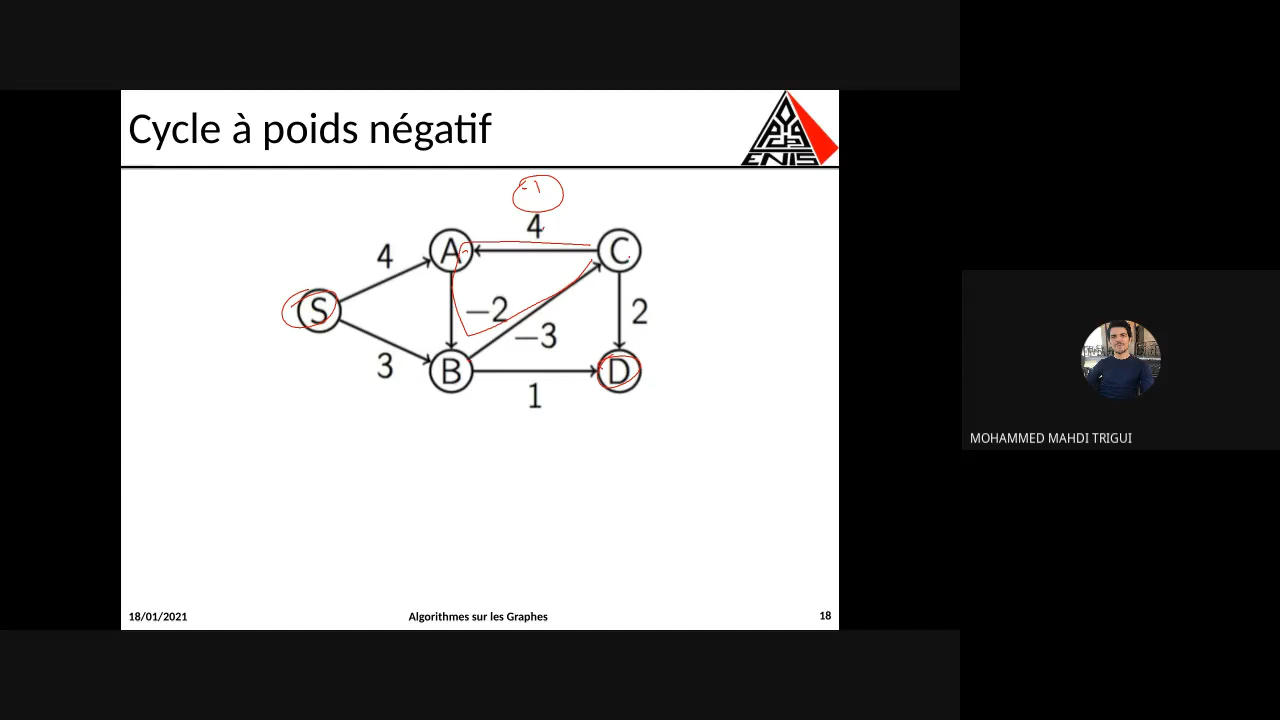 Cycle à poids négatif
ENIS
-1
4
A
C
4
S
−2
2
−3
3
B
D
1
18/01/2021
Algorithmes sur les Graphes
18
MOHAMMED MAHDI TRIGUI